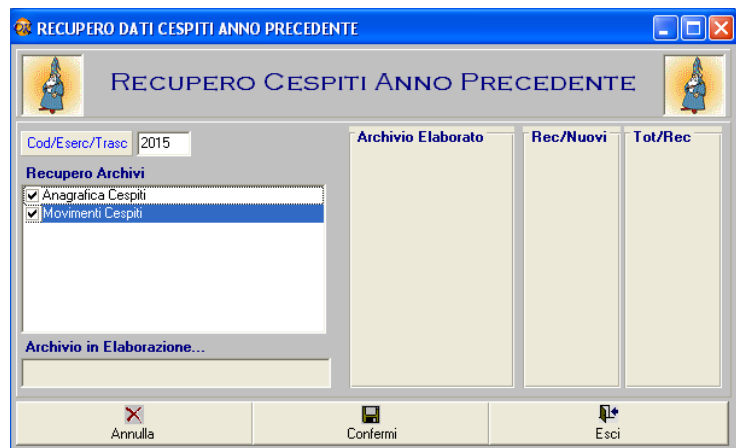 RECUPERO DATI CESPITI ANNO PRECEDENTE
RECUPERO CESPITI ANNO PRECEDENTE
Cod/Eserc/Trasc 2015
Archivio Elaborato
Rec/Nuovi
Tot/Rec
Recupero Archivi
Anagrafica Cespiti
Movimenti Cespiti
Archivio in Elaborazione...
Annulla
Confermi
Esci